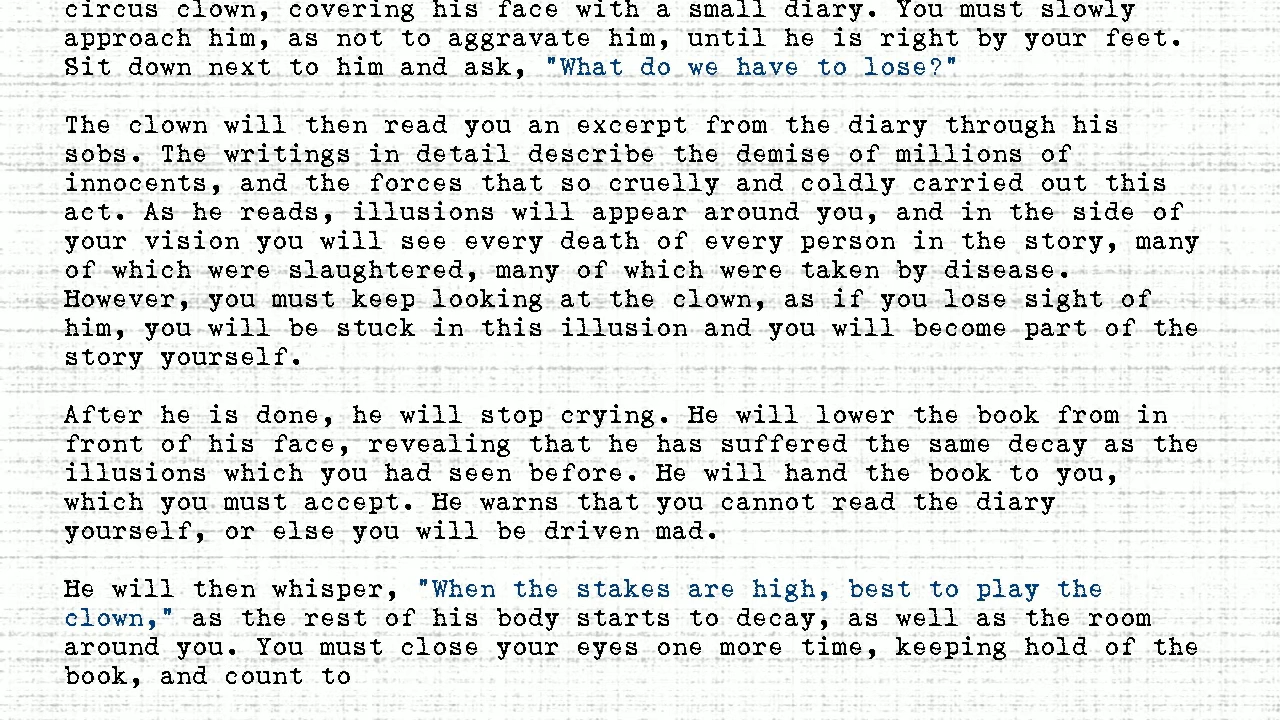 circus clown, covering his face with a small diary. You must slowly
approach him, as not to aggravate him, until he is right by your feet.
Sit down next to him and ask, "What do we have to lose?"
The clown will then read you an excerpt from the diary through his
sobs. The writings in detail describe the demise of millions of
innocents, and the forces that so cruelly and coldly carried out this
act. As he reads, illusions will appear around you, and in the side of
your vision you will see every death of every person in the story, many
of which were slaughtered, many of which were taken by disease.
However, you must keep looking at the clown, as if you lose sight of
him, you will be stuck in this illusion and you will become part of the
story yourself.
After he is done, he will stop crying. He will lower the book from in
front of his face, revealing that he has suffered the same decay as the
illusions which you had seen before. He will hand the book to you,
which you must accept. He warns that you cannot read the diary
yourself, or else you will be driven mad.
He will then whisper, "When the stakes are high, best to play the
clown," as the rest of his body starts to decay, as well as the room
around you. You must close your eyes one more time, keeping hold of the
book, and count to